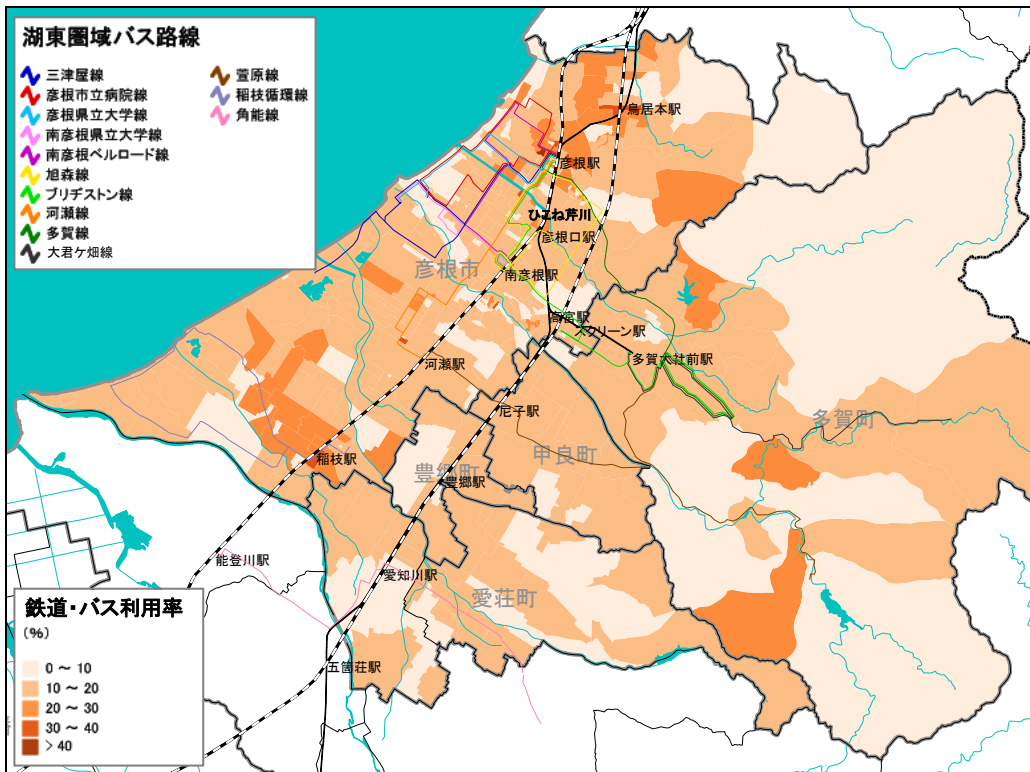 湖東圏域バス路線
三津屋線
彦根市立病院線
彦根県立大学線
南彦根県立大学線
南彦根ベルロード線
旭森線
ブリヂストン線
河瀬線
多賀線
大君ケ畑線
萱原線
稲枝循環線
角能線
鳥居本駅
彦根駅
ひこね芹川
彦根口駅
彦根市
南彦根駅
高宮駅
スクリーン駅
多賀大社前駅
河瀬駅
尼子駅
多賀町
甲良町
稲枝駅
豊郷町
豊郷駅
能登川駅
愛知川駅
愛荘町
五箇荘駅
鉄道・バス利用率
(%)
0 ～ 10
10 ～ 20
20 ～ 30
30 ～ 40
> 40